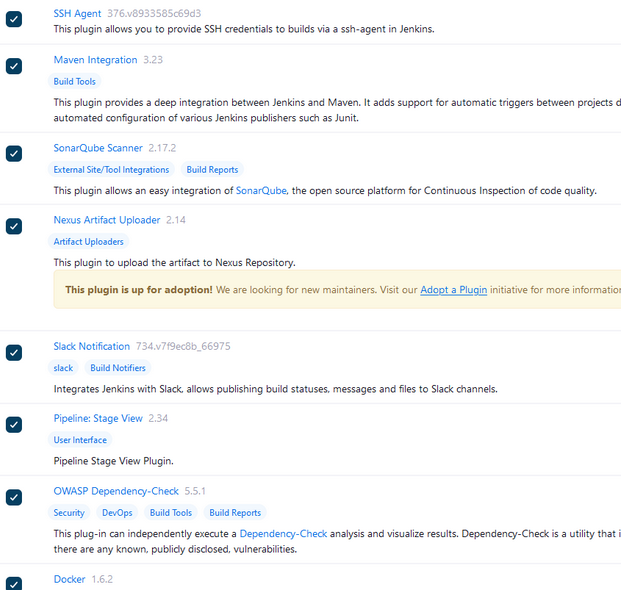 SSH Agent 376.v8933585c69d3
This plugin allows you to provide SSH credentials to builds via a ssh-agent in Jenkins.
Maven Integration 3.23
Build Tools
This plugin provides a deep integration between Jenkins and Maven. It adds support for automatic triggers between projects d
automated configuration of various Jenkins publishers such as Junit.
SonarQube Scanner 2.17.2
External Site/Tool Integrations Build Reports
This plugin allows an easy integration of SonarQube, the open source platform for Continuous Inspection of code quality.
Nexus Artifact Uploader 2.14
Artifact Uploaders
This plugin to upload the artifact to Nexus Repository.
This plugin is up for adoption! We are looking for new maintainers. Visit our Adopt a Plugin initiative for more information
Slack Notification 734.v7f9ec8b_66975
slack Build Notifiers
Integrates Jenkins with Slack, allows publishing build statuses, messages and files to Slack channels.
Pipeline: Stage View 2.34
User Interface
Pipeline Stage View Plugin.
OWASP Dependency-Check 5.5.1
Security DevOps Build Tools Build Reports
This plug-in can independently execute a Dependency-Check analysis and visualize results. Dependency-Check is a utility that i
there are any known, publicly disclosed, vulnerabilities.
Docker 1.6.2